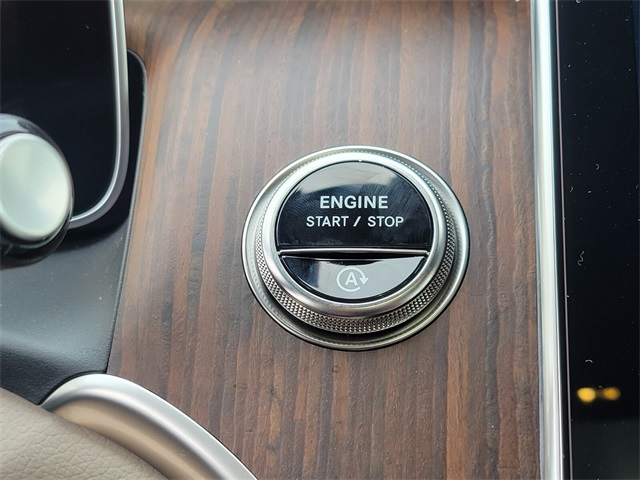 ENGINE
START / STOP
A